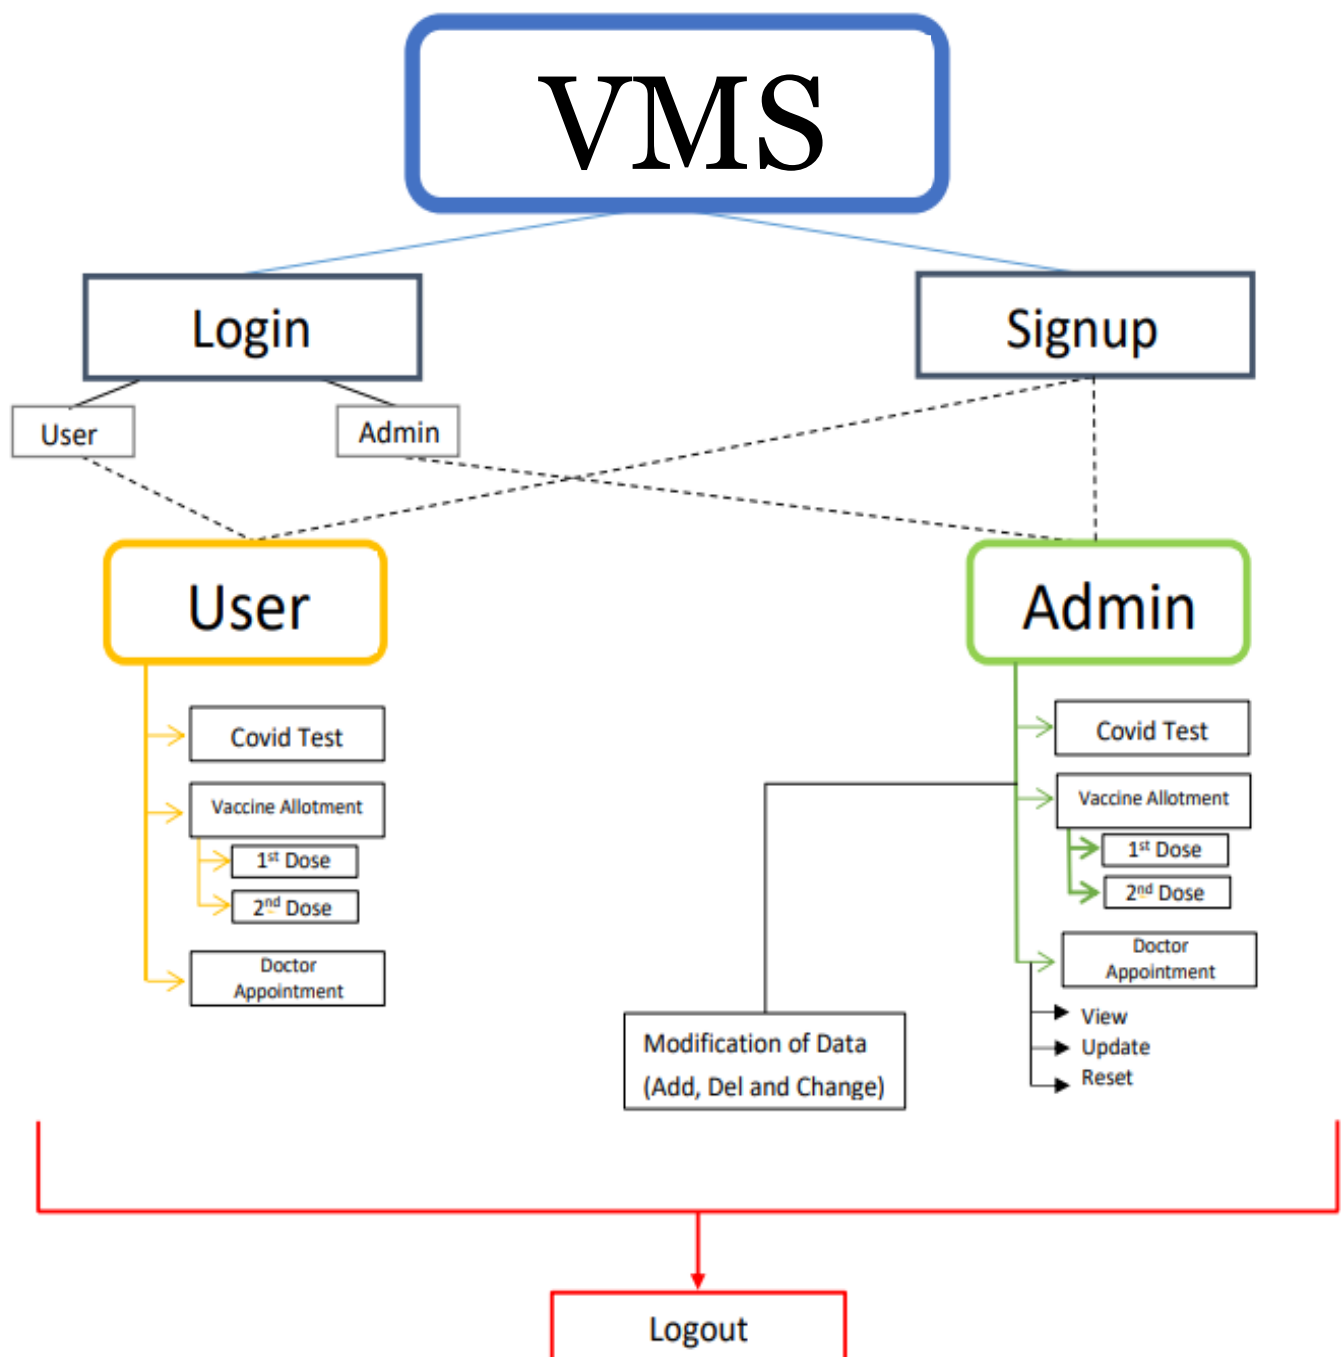 VMS
Login
Signup
User
Admin
User
Admin
Covid Test
Vaccine Allotment
1st Dose
2nd Dose
Doctor
Appointment
Covid Test
Vaccine Allotment
1st Dose
2nd Dose
Doctor
Appointment
View
Update
Reset
Modification of Data
(Add, Del and Change)
Logout